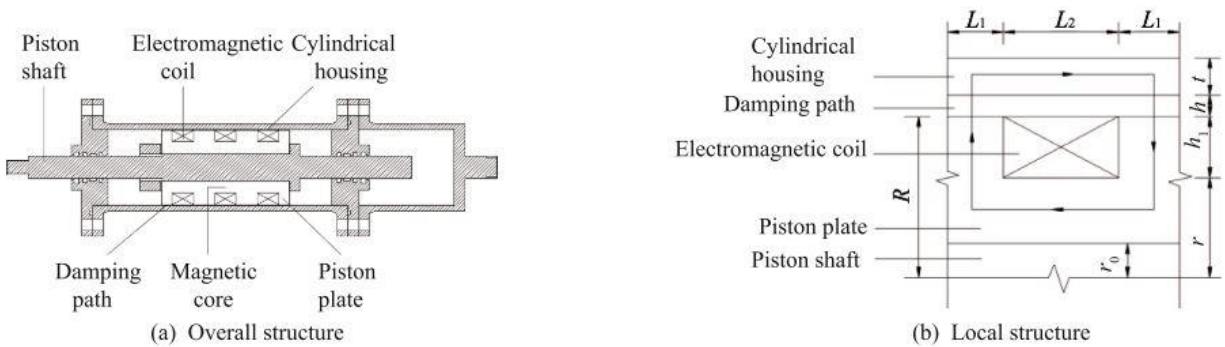 Piston shaft
Electromagnetic coil
Cylindrical housing
Damping path
Magnetic core
Piston plate
(a) Overall structure
L₁
L₂
L₁
Cylindrical housing
Damping path
Electromagnetic coil
Piston plate
Piston shaft
R
r₀
t
h
h₁
r
(b) Local structure